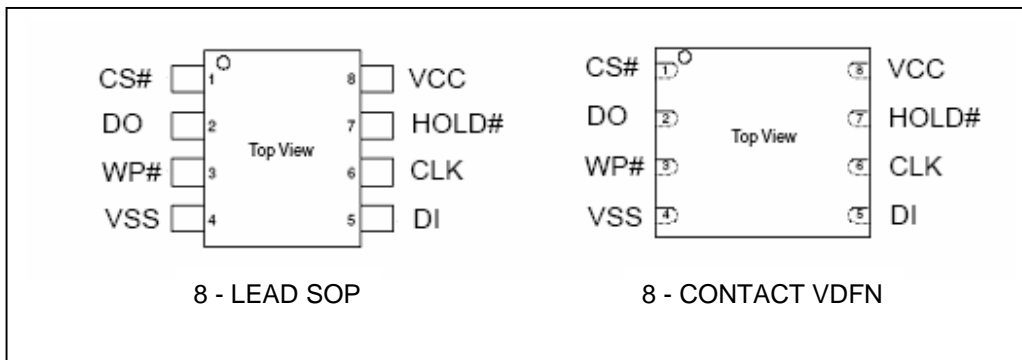 CS# 1 8 VCC
DO 2 7 HOLD#
Top View
WP# 3 6 CLK
VSS 4 5 DI
8 - LEAD SOP
CS# 1 8 VCC
DO 2 7 HOLD#
Top View
WP# 3 6 CLK
VSS 4 5 DI
8 - CONTACT VDFN